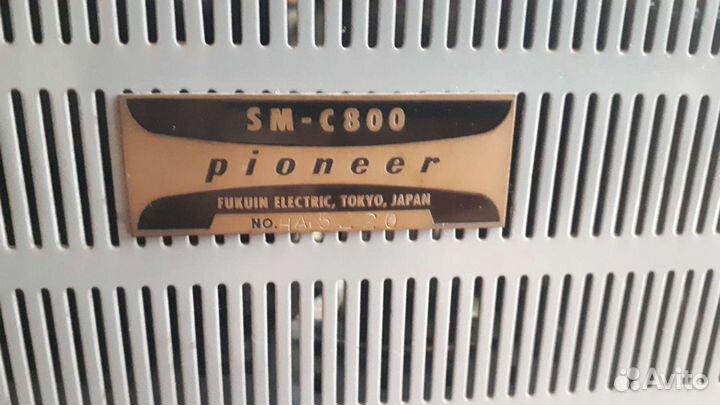 SM-C800
pioneer
FUKUIN ELECTRIC, TOKYO, JAPAN
NO.
Avito